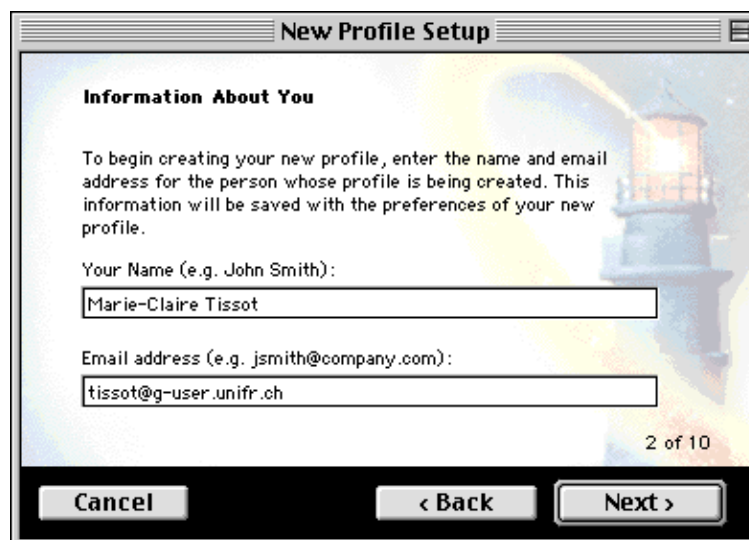 New Profile Setup
Information About You
To begin creating your new profile, enter the name and email
address for the person whose profile is being created. This
information will be saved with the preferences of your new
profile.
Your Name (e.g. John Smith):
Marie-Claire Tissot
Email address (e.g. jsmith@company.com):
tissot@g-user.unifr.ch
2 of 10
Cancel
‹ Back
Next ›